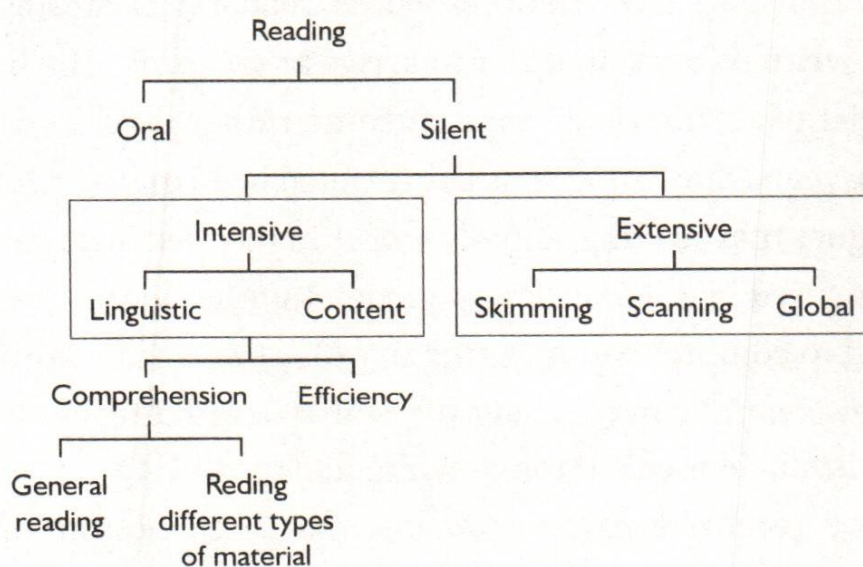 Reading
Oral Silent
Intensive Extensive
Linguistic Content Skimming Scanning Global
Comprehension Efficiency
General Reding
reading different types
of material